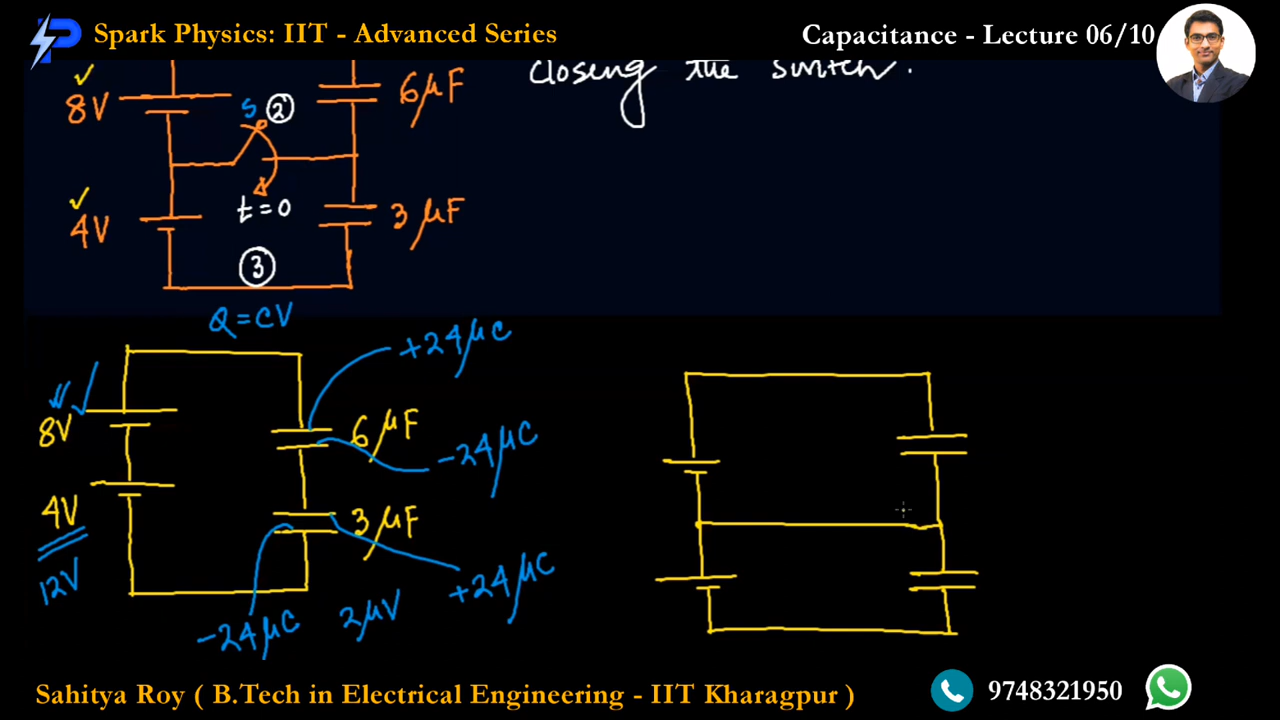 Spark Physics: IIT - Advanced Series
Capacitance - Lecture 06/10
closing the switch.
8V
S
2
6μF
4V
t=0
3 μF
3
Q=CV
+24μC
8V
6μF
-24μC
4V
3μF
12V
+24μC
-24μC
3μV
Sahitya Roy ( B.Tech in Electrical Engineering - IIT Kharagpur )
9748321950